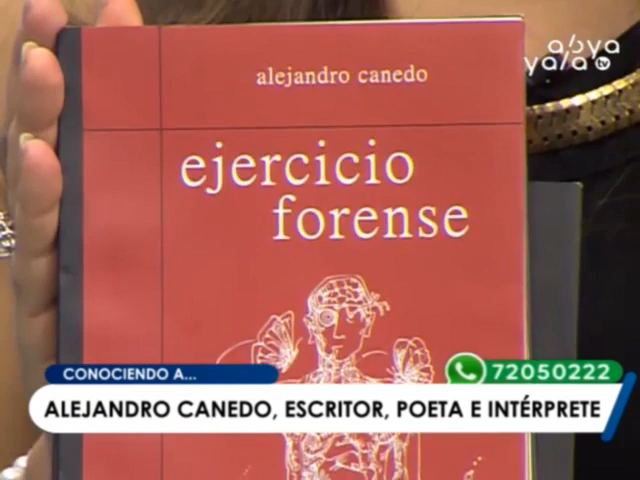 abya
yala tv
alejandro canedo
ejercicio
forense
CONOCIENDO A...
72050222
ALEJANDRO CANEDO, ESCRITOR, POETA E INTÉRPRETE